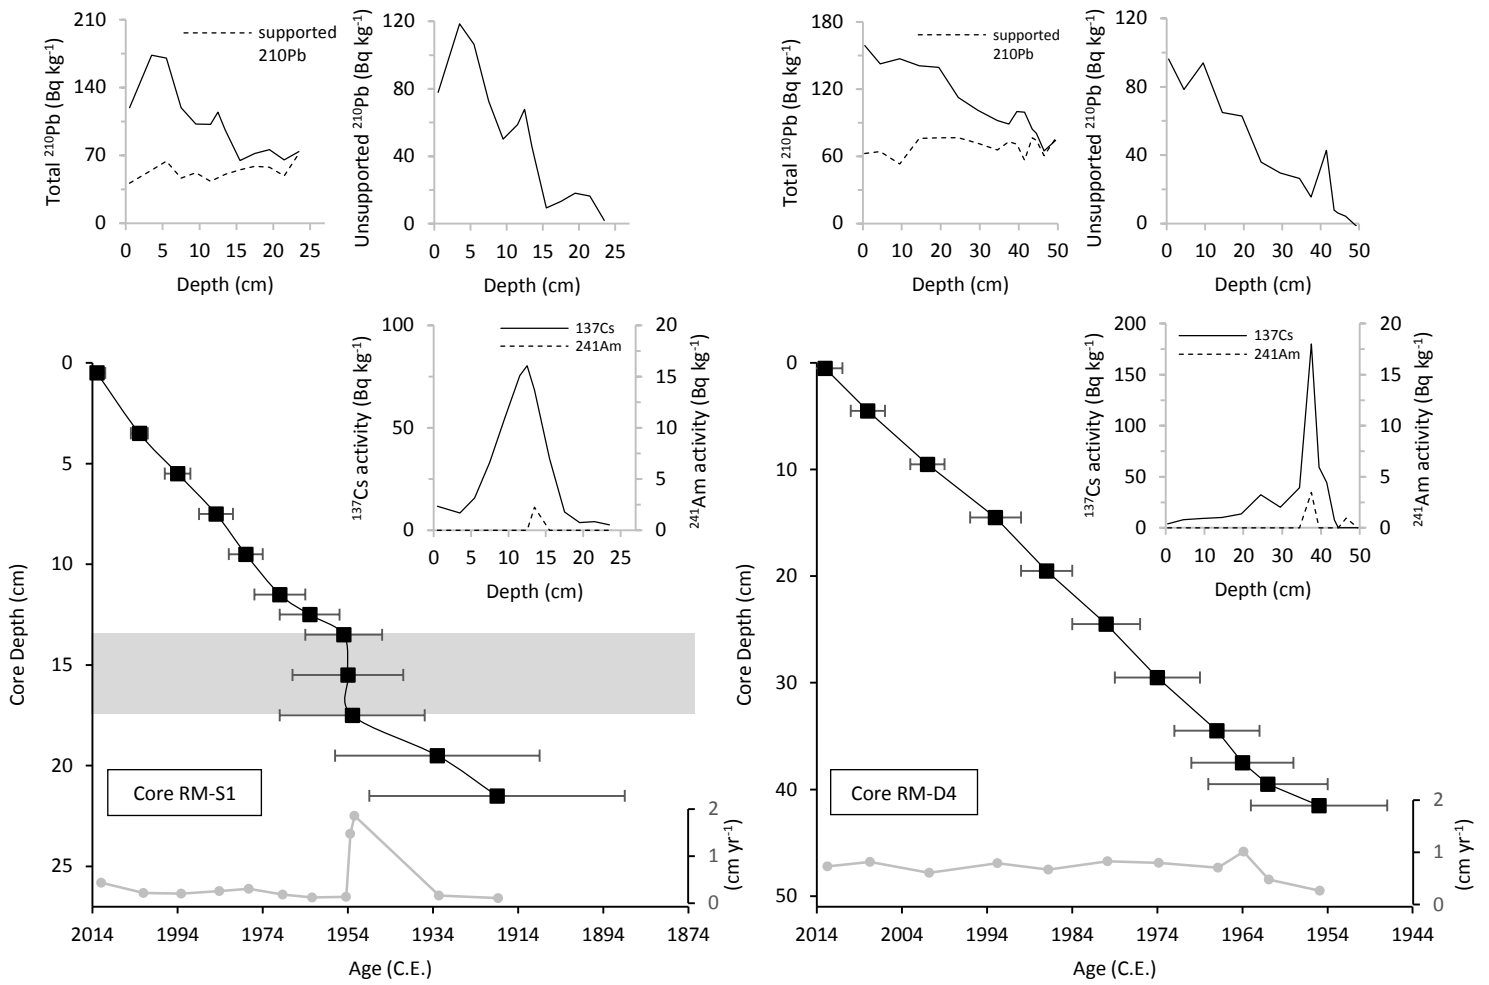 210
140
70
0
0 5 10 15 20 25
Total ²¹⁰Pb (Bq kg⁻¹)
Depth (cm)
supported
210Pb
120
80
40
0
0 5 10 15 20 25
Unsupported ²¹⁰Pb (Bq kg⁻¹)
Depth (cm)
180
120
60
0
0 10 20 30 40 50
Total ²¹⁰Pb (Bq kg⁻¹)
Depth (cm)
supported
210Pb
120
80
40
0
0 10 20 30 40 50
Unsupported ²¹⁰Pb (Bq kg⁻¹)
Depth (cm)
100
50
0
0 5 10 15 20 25
20
15
10
5
0
¹³⁷Cs activity (Bq kg⁻¹)
²⁴¹Am activity (Bq kg⁻¹)
137Cs
241Am
Depth (cm)
0
5
10
15
20
25
Core Depth (cm)
Core RM-S1
2
1
0
(cm yr⁻¹)
2014 1994 1974 1954 1934 1914 1894 1874
Age (C.E.)
200
150
100
50
0
0 10 20 30 40 50
20
15
10
5
0
¹³⁷Cs activity (Bq kg⁻¹)
²⁴¹Am activity (Bq kg⁻¹)
137Cs
241Am
Depth (cm)
0
10
20
30
40
50
Core Depth (cm)
Core RM-D4
2
1
0
(cm yr⁻¹)
2014 2004 1994 1984 1974 1964 1954 1944
Age (C.E.)